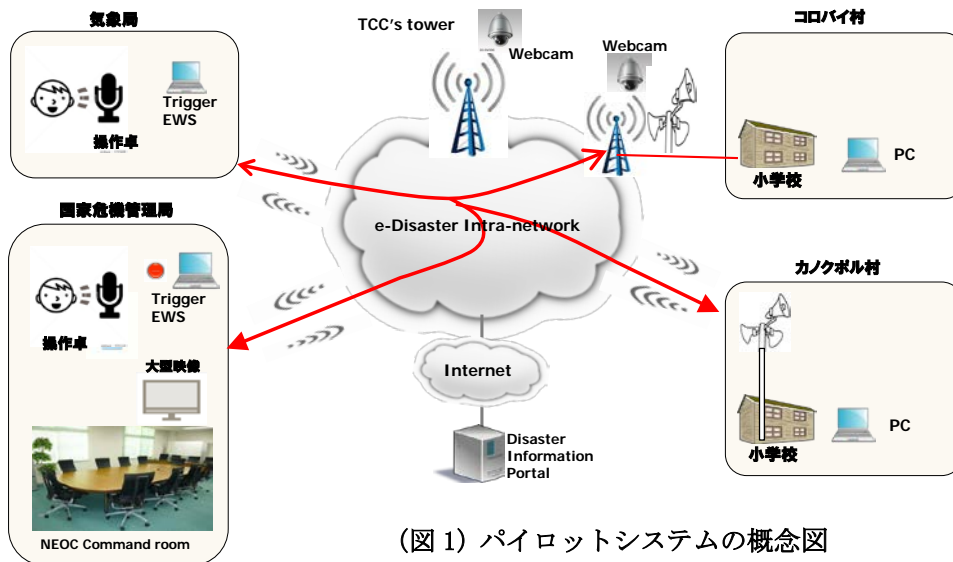 気象局
Trigger
EWS
操作卓
国家危機管理局
Trigger
EWS
操作卓
大型映像
NEOC Command room
TCC's tower
Webcam
Webcam
e-Disaster Intra-network
Internet
Disaster
Information
Portal
コロバイ村
小学校
PC
カノクポル村
小学校
PC
(図 1) パイロットシステムの概念図